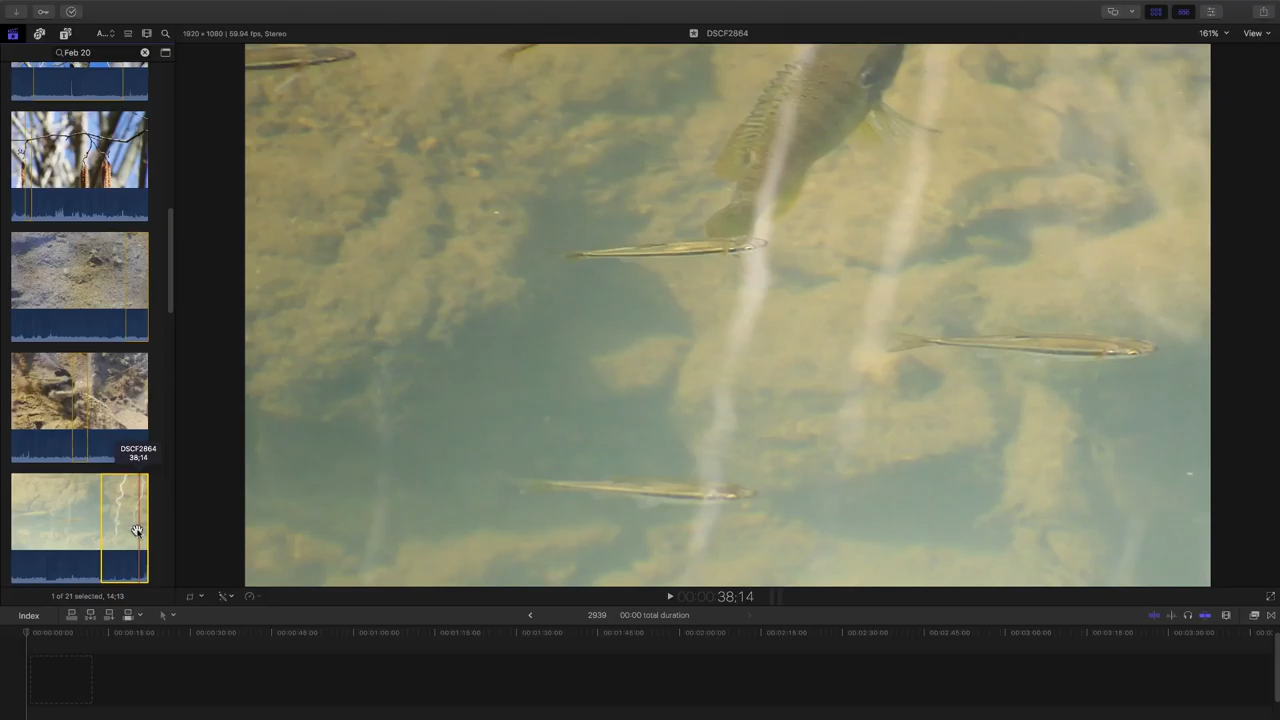 A...
1920 × 1080 | 59.94 fps, Stereo
DSCF2864
161%
View
Feb 20
DSCF2864
38;14
1 of 21 selected, 14;13
00:00:00:38;14
Index
2939
00:00 total duration
00:00:00:00
00:00:15:00
00:00:30:00
00:00:45:00
00:01:00:00
00:01:15:00
00:01:30:00
00:01:45:00
00:02:00:00
00:02:15:00
00:02:30:00
00:02:45:00
00:03:00:00
00:03:15:00
00:03:30:00